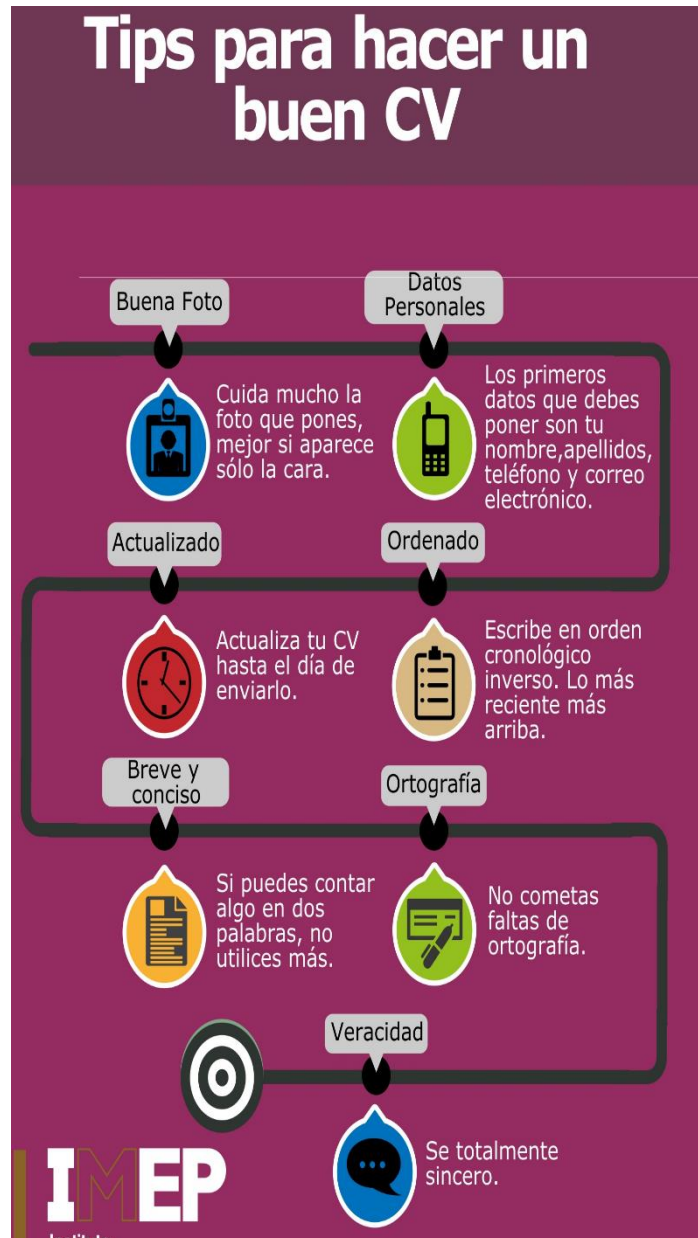 Tips para hacer un
buen CV
Buena Foto
Cuida mucho la
foto que pones,
mejor si aparece
sólo la cara.
Datos
Personales
Los primeros
datos que debes
poner son tu
nombre,apellidos,
teléfono y correo
electrónico.
Actualizado
Actualiza tu CV
hasta el día de
enviarlo.
Ordenado
Escribe en orden
cronológico
inverso. Lo más
reciente más
arriba.
Breve y
conciso
Si puedes contar
algo en dos
palabras, no
utilices más.
Ortografía
No cometas
faltas de
ortografía.
Veracidad
Se totalmente
sincero.
IMEP